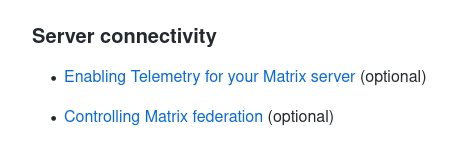 Server connectivity
• Enabling Telemetry for your Matrix server (optional)
• Controlling Matrix federation (optional)